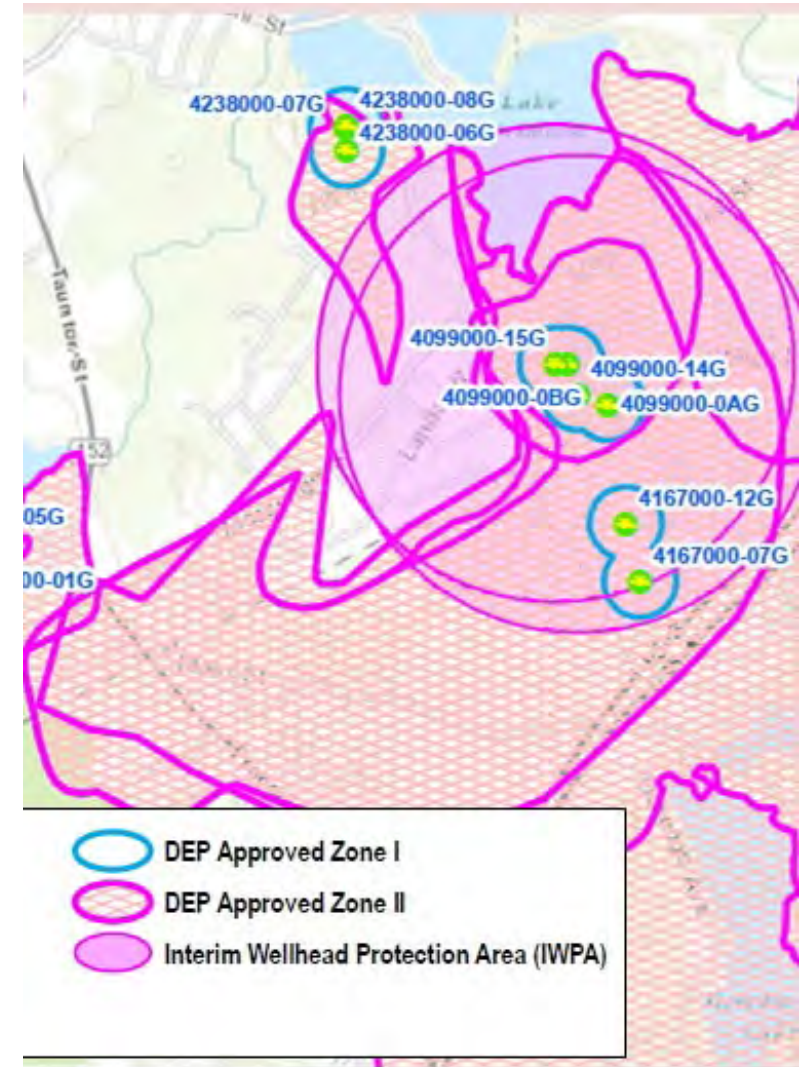 St
4238000-07G
4238000-08G
Lake
4238000-06G
Taunton St
4099000-15G
4099000-14G
4099000-0BG
4099000-0AG
152
4167000-12G
05G
4167000-07G
00-01G
DEP Approved Zone I
DEP Approved Zone II
Interim Wellhead Protection Area (IWPA)